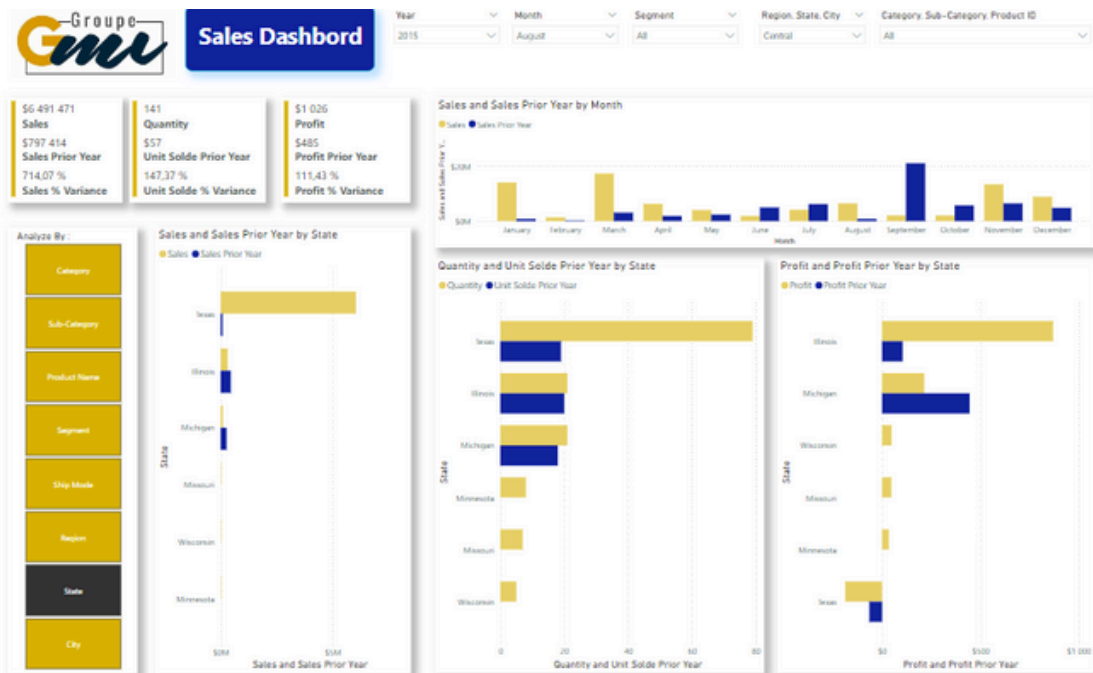 Groupe
Gmi
Sales Dashbord
Year
2015
Month
August
Segment
All
Region, State, City
Central
Category, Sub-Category, Product ID
All
$6 491 471
Sales
$797 414
Sales Prior Year
714,07 %
Sales % Variance
141
Quantity
$57
Unit Solde Prior Year
147,37 %
Unit Solde % Variance
$1 026
Profit
$485
Profit Prior Year
111,43 %
Profit % Variance
Sales and Sales Prior Year by Month
Sales Sales Prior Year
Sales and Sales Prior Y...
$20M
$0M
January February March April May June July August September October November December
Month
Analyze By :
Category
Sub-Category
Product Name
Segment
Ship Mode
Region
State
City
Sales and Sales Prior Year by State
Sales Sales Prior Year
State
Texas
Illinois
Michigan
Missouri
Wisconsin
Minnesota
$0M $5M
Sales and Sales Prior Year
Quantity and Unit Solde Prior Year by State
Quantity Unit Solde Prior Year
State
Texas
Illinois
Michigan
Minnesota
Missouri
Wisconsin
0 20 40 60 80
Quantity and Unit Solde Prior Year
Profit and Profit Prior Year by State
Profit Profit Prior Year
State
Illinois
Michigan
Wisconsin
Missouri
Minnesota
Texas
$0 $500 $1 000
Profit and Profit Prior Year